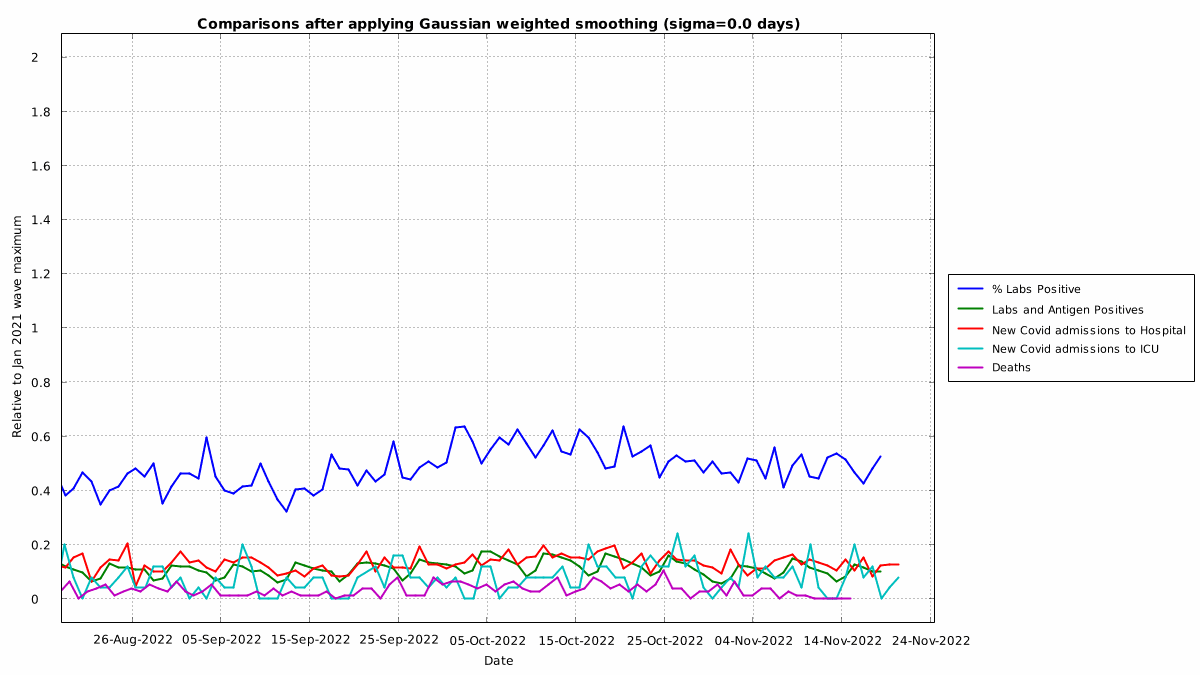 Comparisons after applying Gaussian weighted smoothing (sigma=0.0 days)
Relative to Jan 2021 wave maximum
2
1.8
1.6
1.4
1.2
1
0.8
0.6
0.4
0.2
0
26-Aug-2022 05-Sep-2022 15-Sep-2022 25-Sep-2022 05-Oct-2022 15-Oct-2022 25-Oct-2022 04-Nov-2022 14-Nov-2022 24-Nov-2022
Date
% Labs Positive
Labs and Antigen Positives
New Covid admissions to Hospital
New Covid admissions to ICU
Deaths